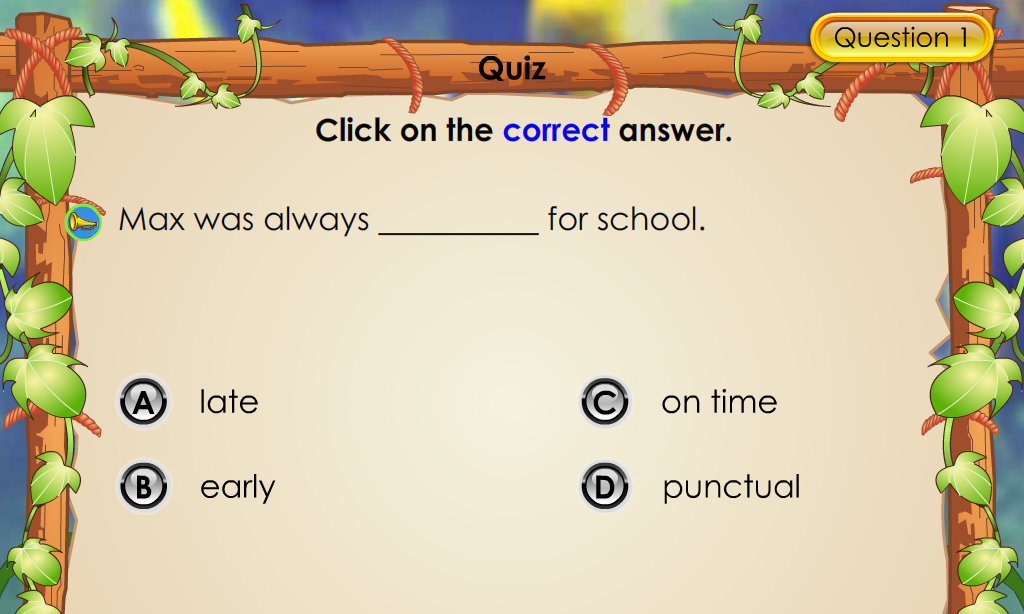 Question 1
Quiz
Click on the correct answer.
Max was always __________ for school.
A late
B early
C on time
D punctual